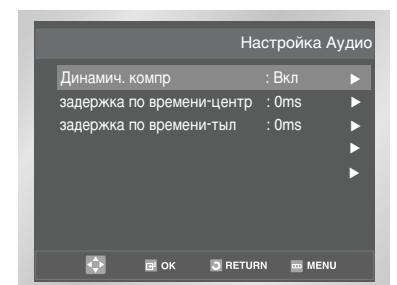 Настройка Аудио
Динамич. компр : Вкл ▶
задержка по времени-центр : 0ms ▶
задержка по времени-тыл : 0ms ▶
▶
▶
OK RETURN MENU